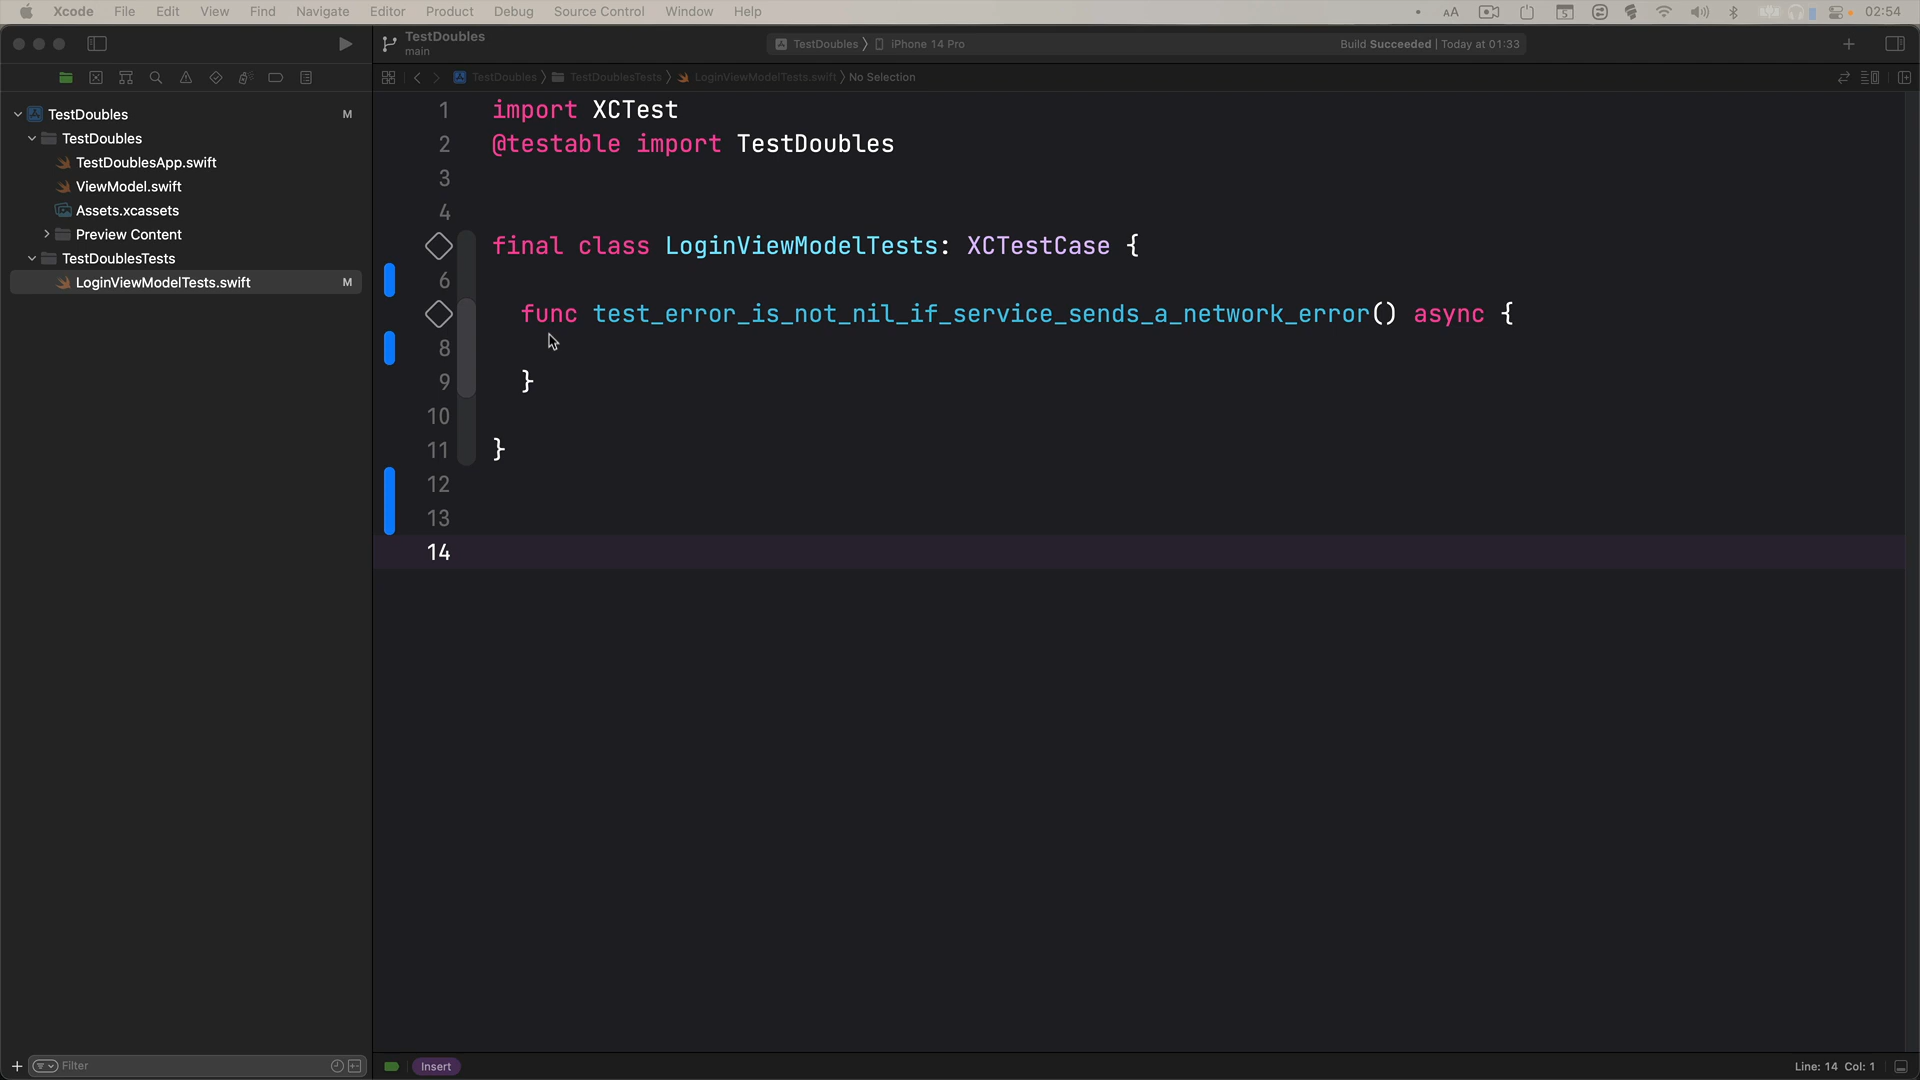 Xcode File Edit View Find Navigate Editor Product Debug Source Control Window Help
AA 5 02:54
TestDoubles
main
TestDoubles iPhone 14 Pro
Build Succeeded | Today at 01:33
TestDoubles TestDoublesTests LoginViewModelTests.swift No Selection
TestDoubles M
TestDoubles
TestDoublesApp.swift
ViewModel.swift
Assets.xcassets
Preview Content
TestDoublesTests
LoginViewModelTests.swift M
1 import XCTest
2 @testable import TestDoubles
3
4
final class LoginViewModelTests: XCTestCase {
6
func test_error_is_not_nil_if_service_sends_a_network_error() async {
8
9 }
10
11 }
12
13
14
Filter
Insert
Line: 14 Col: 1